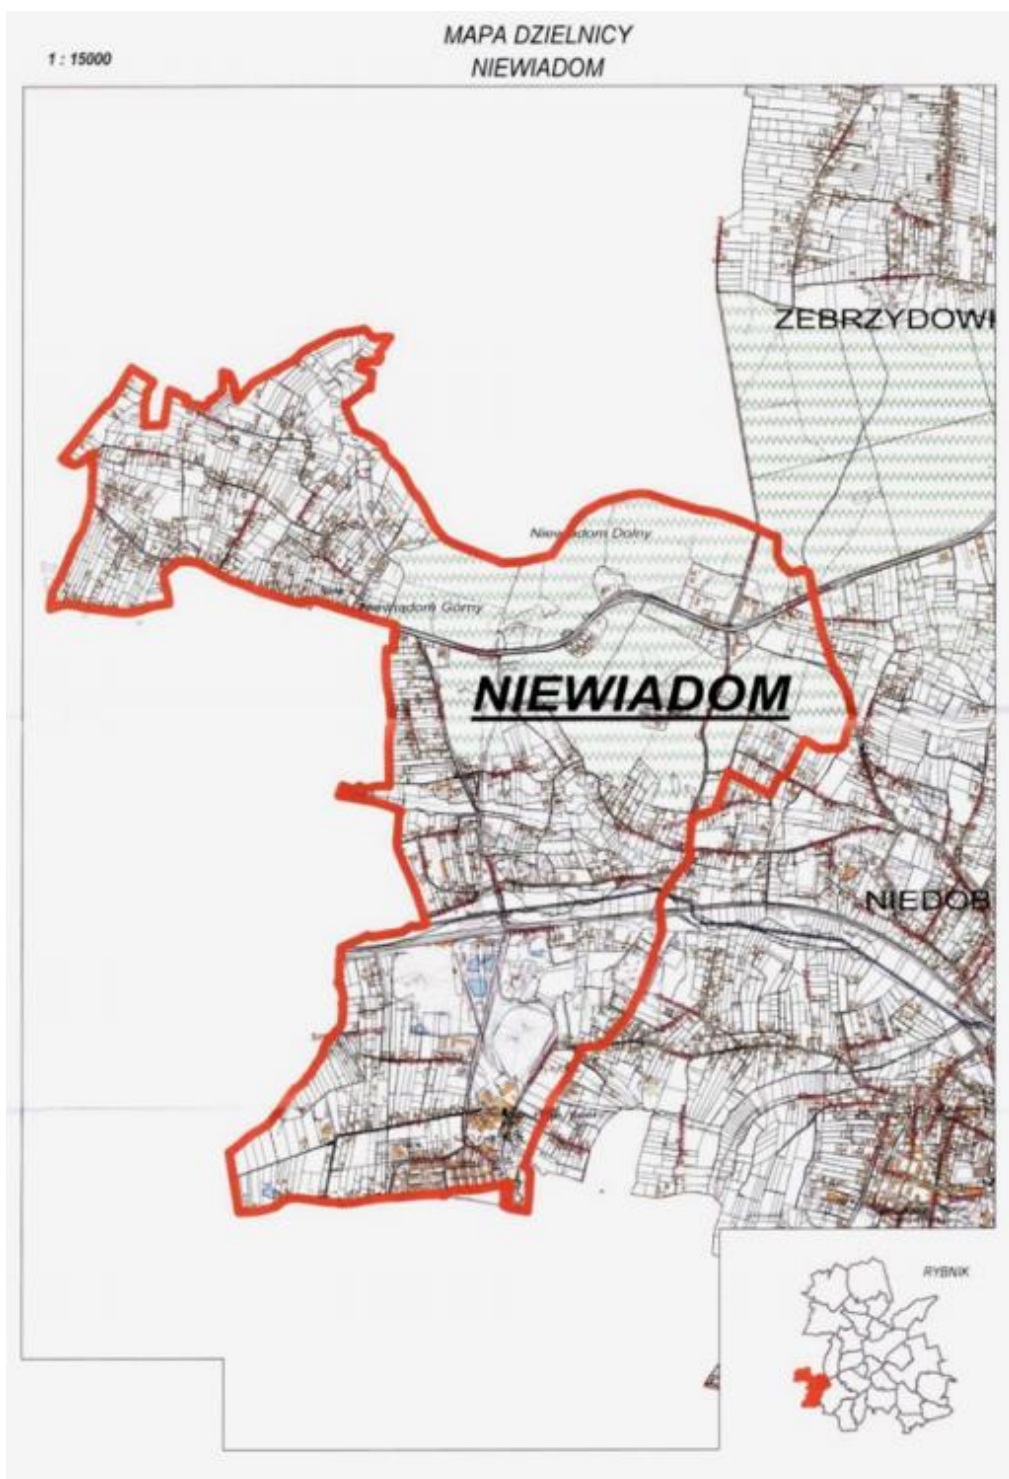 MAPA DZIELNICY
1 : 15000
NIEWIADOM
ZEBRZYDOWI
Niewiadom Dolny
Niewiadom Górny
NIEWIADOM
NIEDOB
RYBNIK